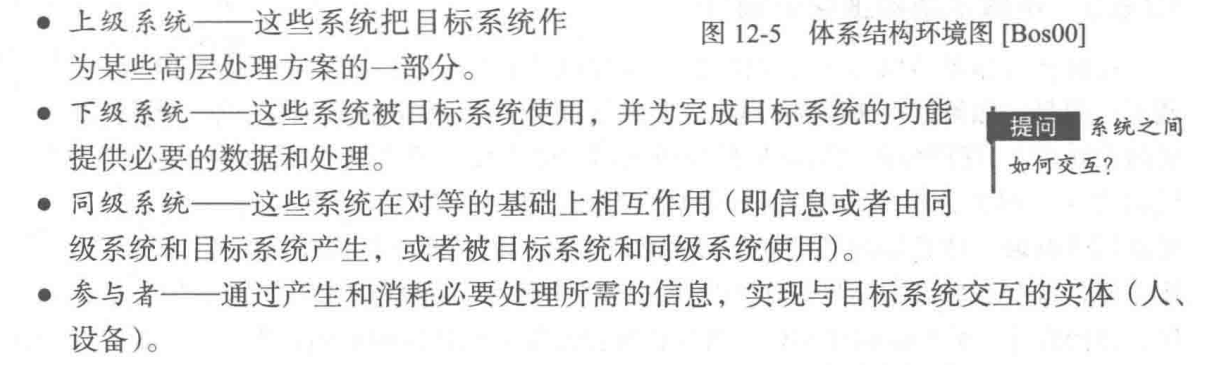 ● 上级系统——这些系统把目标系统作
为某些高层处理方案的一部分。
图 12-5 体系结构环境图 [Bos00]
● 下级系统——这些系统被目标系统使用，并为完成目标系统的功能
提供必要的数据和处理。
提问 系统之间
如何交互？
● 同级系统——这些系统在对等的基础上相互作用（即信息或者由同
级系统和目标系统产生，或者被目标系统和同级系统使用）。
● 参与者——通过产生和消耗必要处理所需的信息，实现与目标系统交互的实体（人、
设备）。